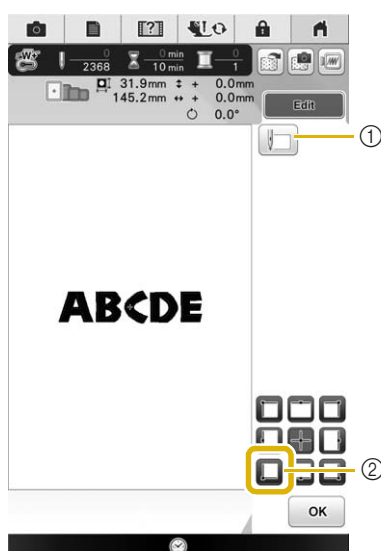 [?]
0 0 min 0
2368 10 min 1
31.9mm + 0.0mm
145.2mm + 0.0mm
0.0°
Edit
①
ABCDE
②
OK